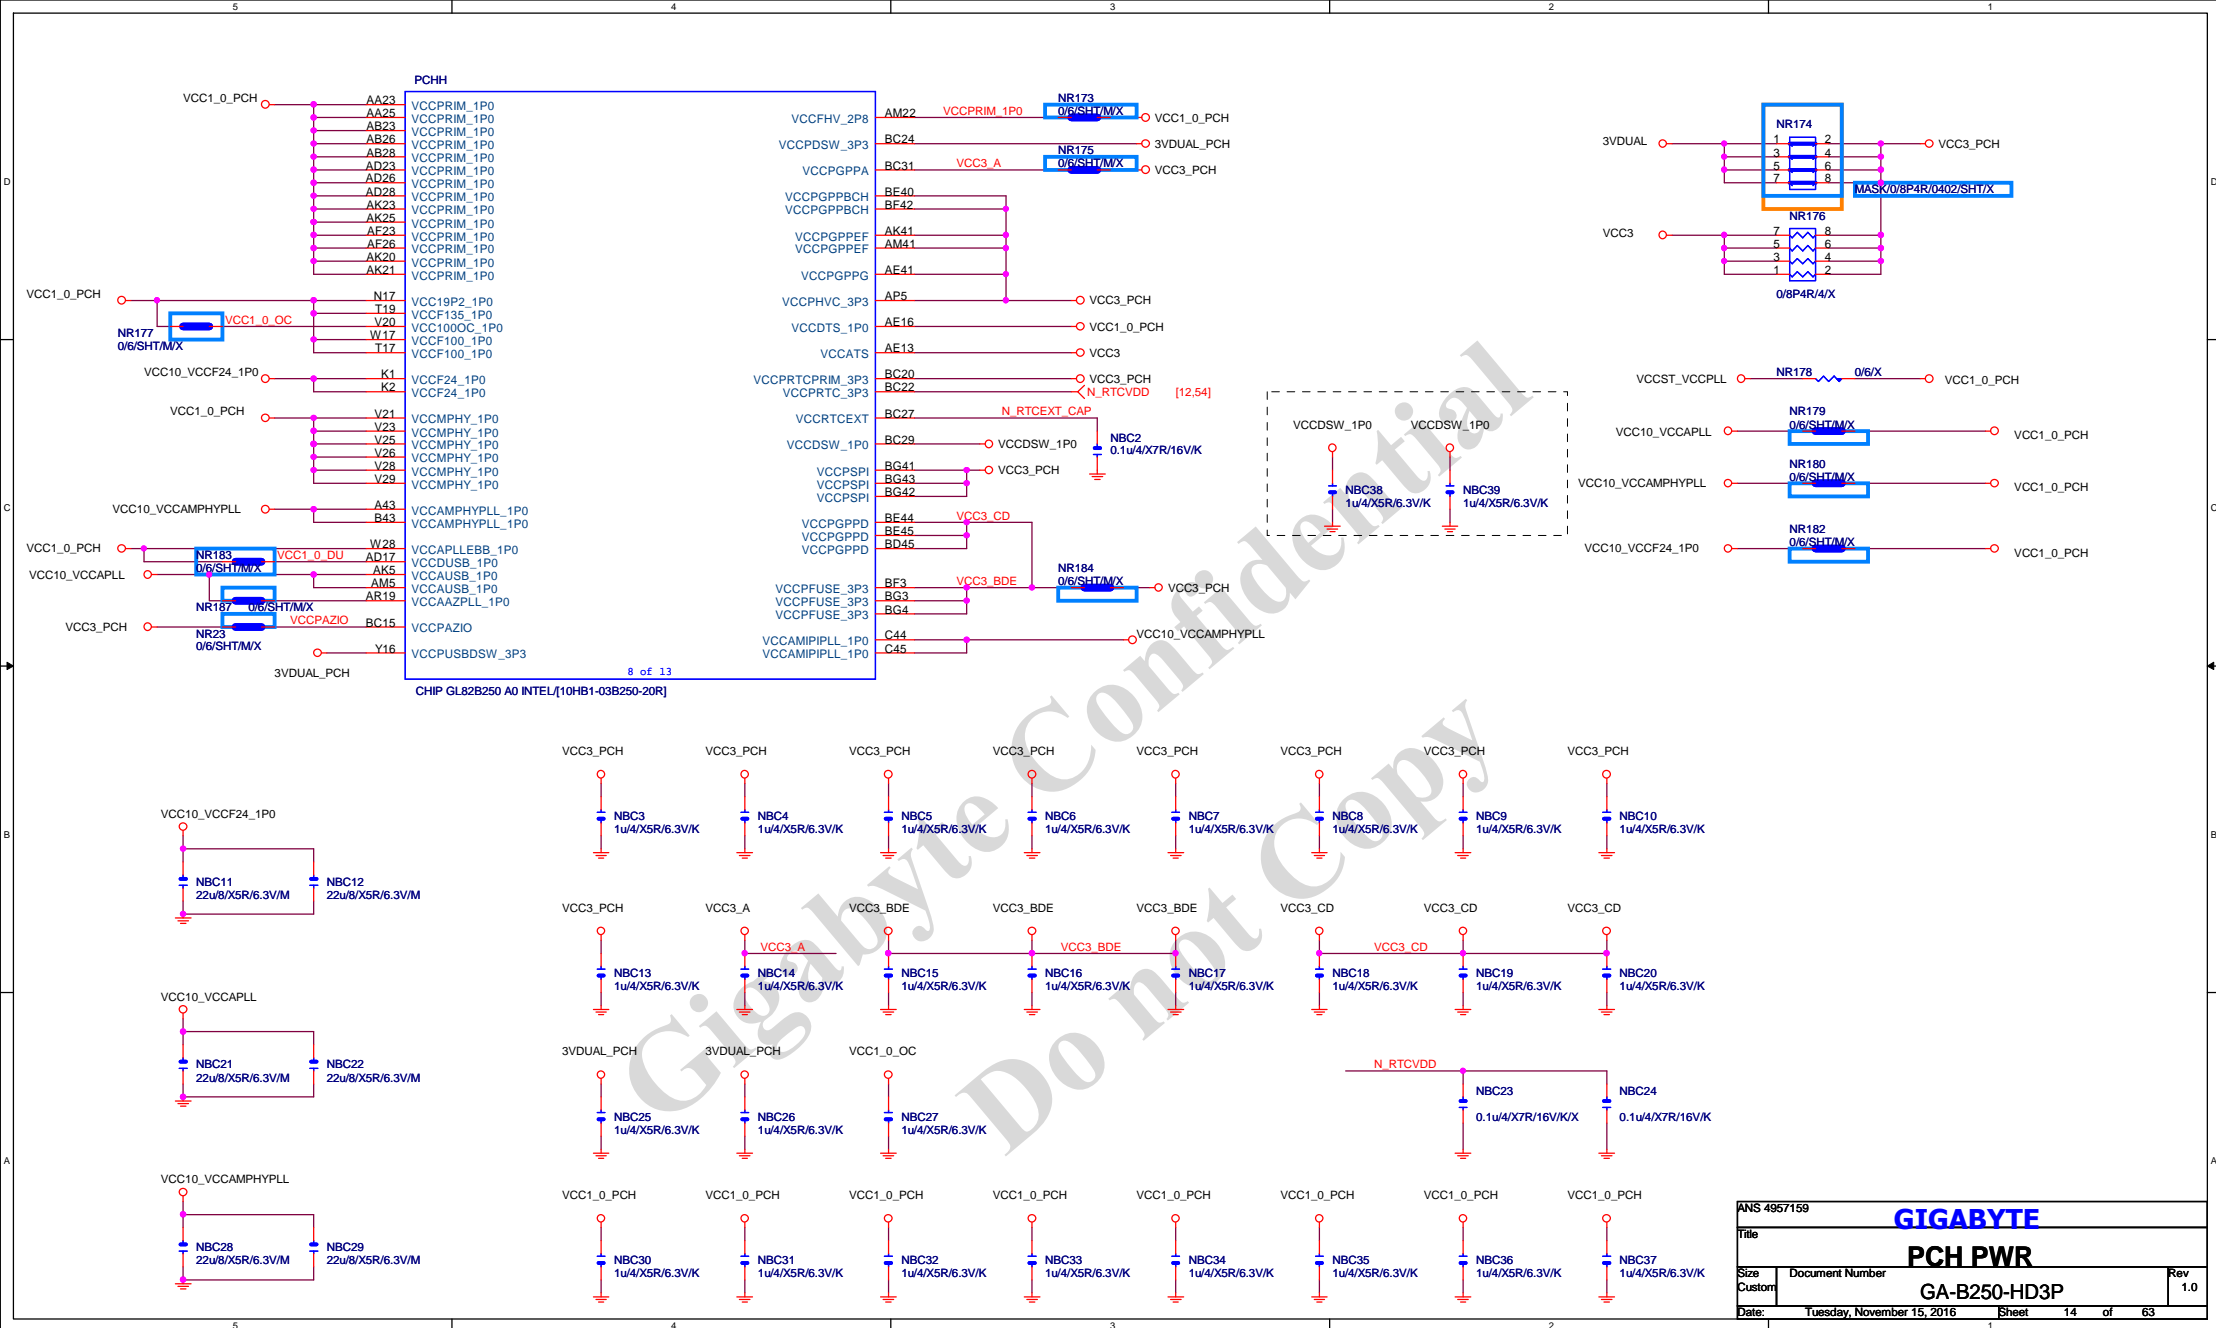 5 4 3 2 1
PCHH
VCC1_0_PCH
AA23 VCCPRIM_1P0
AA25 VCCPRIM_1P0
AB23 VCCPRIM_1P0
AB26 VCCPRIM_1P0
AB28 VCCPRIM_1P0
AD23 VCCPRIM_1P0
AD26 VCCPRIM_1P0
AD28 VCCPRIM_1P0
AK23 VCCPRIM_1P0
AK25 VCCPRIM_1P0
AF23 VCCPRIM_1P0
AF26 VCCPRIM_1P0
AK20 VCCPRIM_1P0
AK21 VCCPRIM_1P0
VCC1_0_PCH
N17 VCC19P2_1P0
T19 VCCF135_1P0
VCC1_0_OC V20 VCC100OC_1P0
NR177
0/6/SHT/M/X
W17 VCCF100_1P0
T17 VCCF100_1P0
VCC10_VCCF24_1P0
K1 VCCF24_1P0
K2 VCCF24_1P0
VCC1_0_PCH
V21 VCCMPHY_1P0
V23 VCCMPHY_1P0
V25 VCCMPHY_1P0
V26 VCCMPHY_1P0
V28 VCCMPHY_1P0
V29 VCCMPHY_1P0
VCC10_VCCAMPHYPLL
A43 VCCAMPHYPLL_1P0
B43 VCCAMPHYPLL_1P0
VCC1_0_PCH
W28 VCCAPLLEBB_1P0
NR183 VCC1_0_DU AD17 VCCDUSB_1P0
0/6/SHT/M/X
VCC10_VCCAPLL
AK5 VCCAUSB_1P0
AM5 VCCAUSB_1P0
AR19 VCCAAZPLL_1P0
NR187 0/6/SHT/M/X
VCC3_PCH
VCCPAZIO BC15 VCCPAZIO
NR23
0/6/SHT/M/X
Y16 VCCPUSBDSW_3P3
3VDUAL_PCH
8 of 13
CHIP GL82B250 A0 INTEL/[10HB1-03B250-20R]
VCCFHV_2P8 AM22 VCCPRIM_1P0
NR173
0/6/SHT/M/X
VCC1_0_PCH
VCCPDSW_3P3 BC24 3VDUAL_PCH
NR175
VCCPGPPA BC31 VCC3_A
0/6/SHT/M/X
VCC3_PCH
VCCPGPPBCH BE40
VCCPGPPBCH BF42
VCCPGPPEF AK41
VCCPGPPEF AM41
VCCPGPPG AE41
VCCPHVC_3P3 AP5 VCC3_PCH
VCCDTS_1P0 AE16 VCC1_0_PCH
VCCATS AE13 VCC3
VCCPRTCPRIM_3P3 BC20 VCC3_PCH
VCCPRTC_3P3 BC22 N_RTCVDD [12,54]
VCCRTCEXT BC27 N_RTCEXT_CAP
NBC2
0.1u/4/X7R/16V/K
VCCDSW_1P0 BC29 VCCDSW_1P0
VCCPSPI BG41 VCC3_PCH
VCCPSPI BG43
VCCPSPI BG42
VCCPGPPD BE44 VCC3_CD
VCCPGPPD BE45
VCCPGPPD BD45
VCCPFUSE_3P3 BF3 VCC3_BDE
VCCPFUSE_3P3 BG3
VCCPFUSE_3P3 BG4
NR184
0/6/SHT/M/X
VCC3_PCH
VCCAMIPIPLL_1P0 C44 VCC10_VCCAMPHYPLL
VCCAMIPIPLL_1P0 C45
VCCDSW_1P0 VCCDSW_1P0
NBC38 NBC39
1u/4/X5R/6.3V/K 1u/4/X5R/6.3V/K
NR174
3VDUAL 1 2 VCC3_PCH
3 4
5 6
7 8
MASK/0/8P4R/0402/SHT/X
NR176
VCC3 7 8
5 6
3 4
1 2
0/8P4R/4/X
VCCST_VCCPLL NR178 0/6/X VCC1_0_PCH
NR179
0/6/SHT/M/X
VCC10_VCCAPLL VCC1_0_PCH
NR180
0/6/SHT/M/X
VCC10_VCCAMPHYPLL VCC1_0_PCH
NR182
0/6/SHT/M/X
VCC10_VCCF24_1P0 VCC1_0_PCH
VCC3_PCH VCC3_PCH VCC3_PCH VCC3_PCH VCC3_PCH VCC3_PCH VCC3_PCH VCC3_PCH
NBC3 NBC4 NBC5 NBC6 NBC7 NBC8 NBC9 NBC10
1u/4/X5R/6.3V/K 1u/4/X5R/6.3V/K 1u/4/X5R/6.3V/K 1u/4/X5R/6.3V/K 1u/4/X5R/6.3V/K 1u/4/X5R/6.3V/K 1u/4/X5R/6.3V/K 1u/4/X5R/6.3V/K
VCC10_VCCF24_1P0
NBC11 NBC12
22u/8/X5R/6.3V/M 22u/8/X5R/6.3V/M
VCC3_PCH VCC3_A VCC3_BDE VCC3_BDE VCC3_BDE VCC3_CD VCC3_CD VCC3_CD
VCC3_A VCC3_BDE VCC3_CD
NBC13 NBC14 NBC15 NBC16 NBC17 NBC18 NBC19 NBC20
1u/4/X5R/6.3V/K 1u/4/X5R/6.3V/K 1u/4/X5R/6.3V/K 1u/4/X5R/6.3V/K 1u/4/X5R/6.3V/K 1u/4/X5R/6.3V/K 1u/4/X5R/6.3V/K 1u/4/X5R/6.3V/K
VCC10_VCCAPLL
NBC21 NBC22
22u/8/X5R/6.3V/M 22u/8/X5R/6.3V/M
3VDUAL_PCH 3VDUAL_PCH VCC1_0_OC
NBC25 NBC26 NBC27
1u/4/X5R/6.3V/K 1u/4/X5R/6.3V/K 1u/4/X5R/6.3V/K
N_RTCVDD
NBC23 NBC24
0.1u/4/X7R/16V/K/X 0.1u/4/X7R/16V/K
VCC10_VCCAMPHYPLL
NBC28 NBC29
22u/8/X5R/6.3V/M 22u/8/X5R/6.3V/M
VCC1_0_PCH VCC1_0_PCH VCC1_0_PCH VCC1_0_PCH VCC1_0_PCH VCC1_0_PCH VCC1_0_PCH VCC1_0_PCH
NBC30 NBC31 NBC32 NBC33 NBC34 NBC35 NBC36 NBC37
1u/4/X5R/6.3V/K 1u/4/X5R/6.3V/K 1u/4/X5R/6.3V/K 1u/4/X5R/6.3V/K 1u/4/X5R/6.3V/K 1u/4/X5R/6.3V/K 1u/4/X5R/6.3V/K 1u/4/X5R/6.3V/K
Gigabyte Confidential
Do not Copy
D D
C C
B B
A A
ANS 4957159
GIGABYTE
Title
PCH PWR
Size Document Number Rev
Custom GA-B250-HD3P 1.0
Date: Tuesday, November 15, 2016 Sheet 14 of 63
5 4 3 2 1